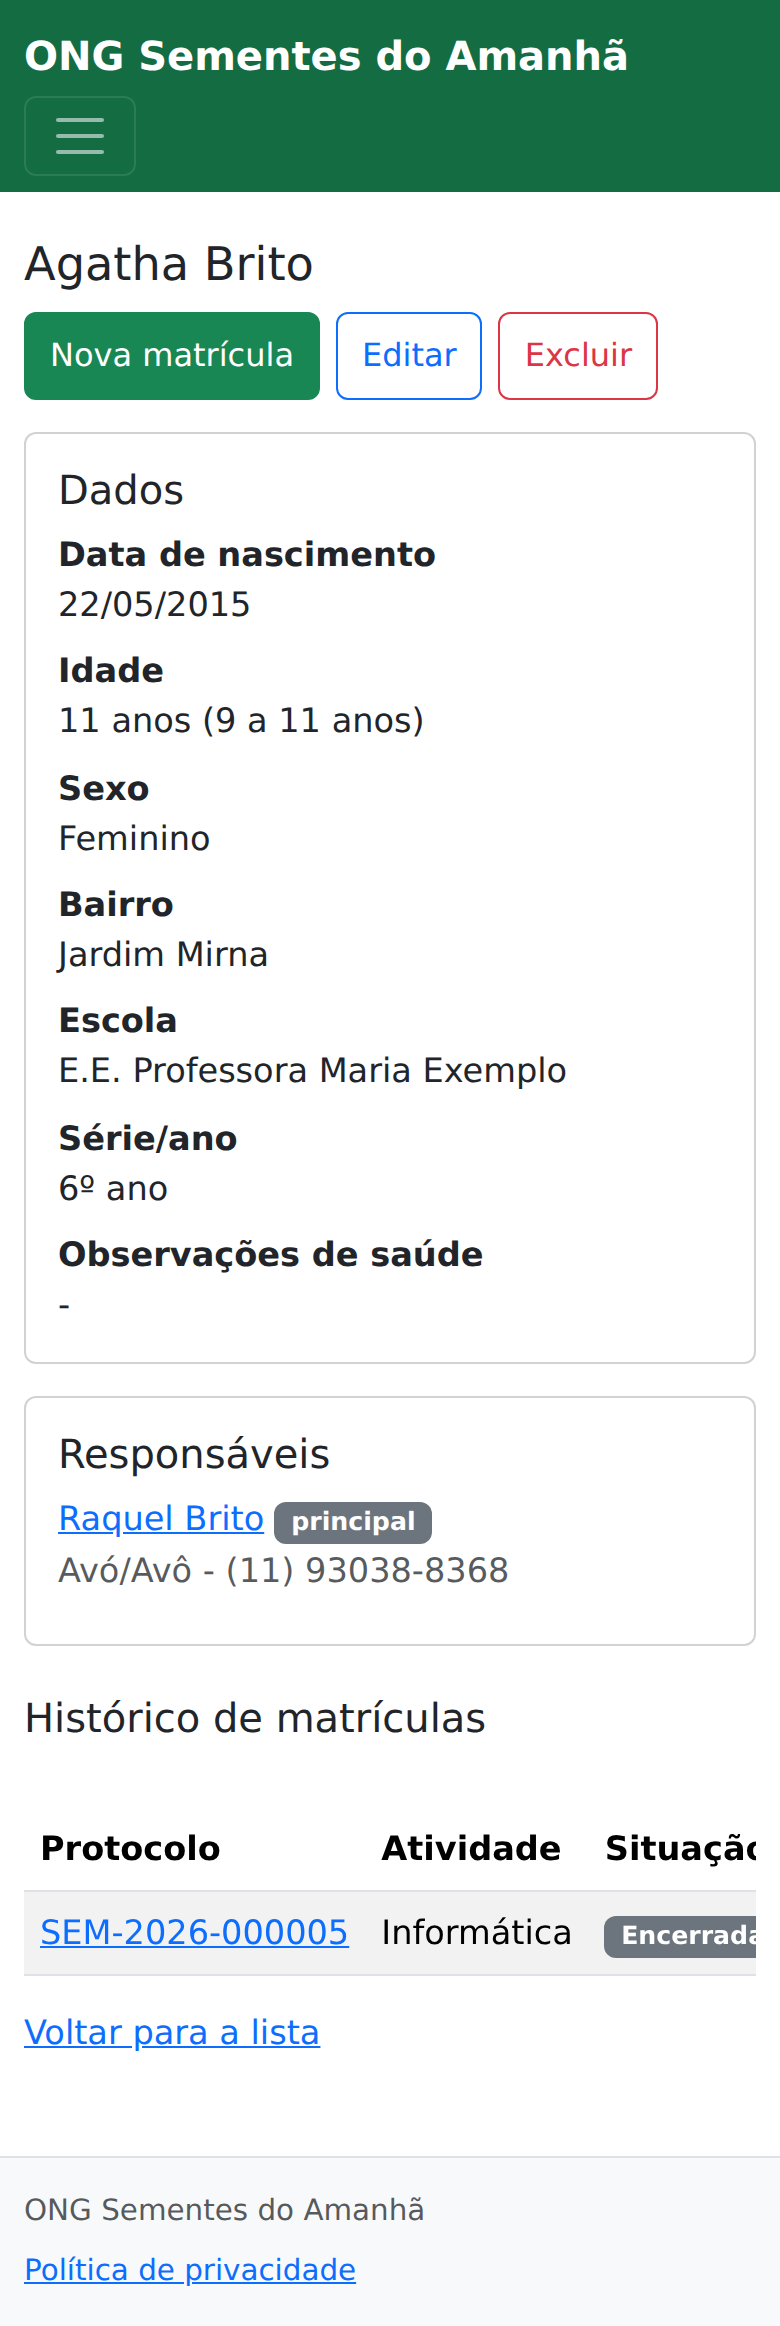 ONG Sementes do Amanhã
Agatha Brito
Nova matrícula Editar Excluir
Dados
Data de nascimento
22/05/2015
Idade
11 anos (9 a 11 anos)
Sexo
Feminino
Bairro
Jardim Mirna
Escola
E.E. Professora Maria Exemplo
Série/ano
6º ano
Observações de saúde
-
Responsáveis
Raquel Brito principal
Avó/Avô - (11) 93038-8368
Histórico de matrículas
Protocolo Atividade Situação
SEM-2026-000005 Informática Encerrada
Voltar para a lista
ONG Sementes do Amanhã
Política de privacidade